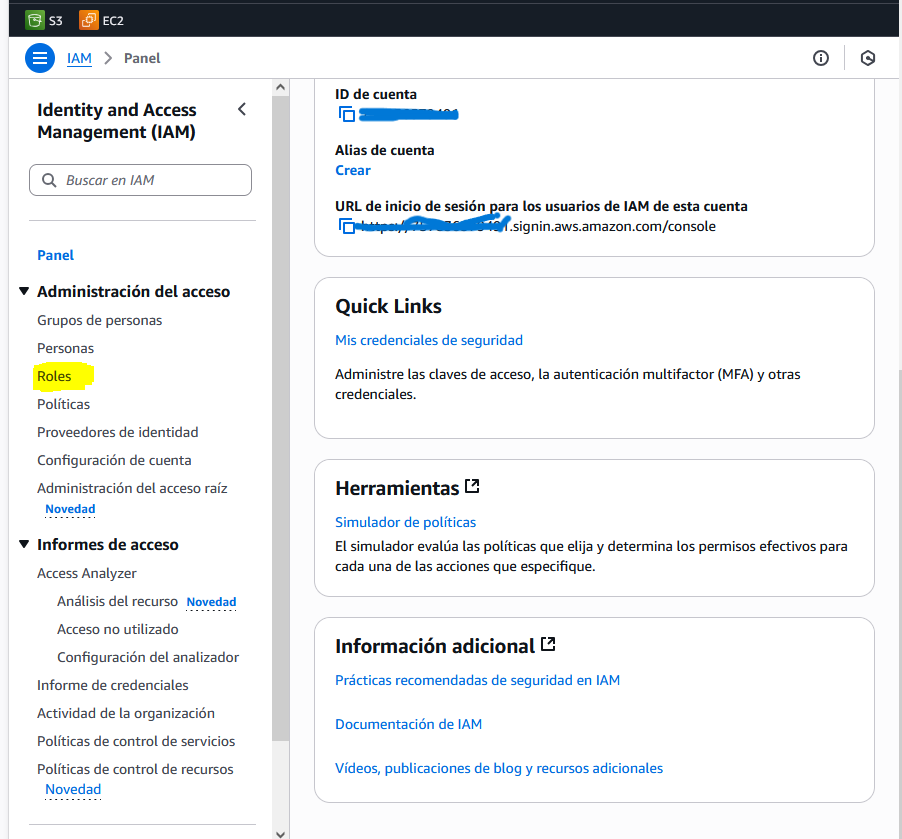 S3 EC2
IAM > Panel
Identity and Access
Management (IAM)
Buscar en IAM
Panel
Administración del acceso
Grupos de personas
Personas
Roles
Políticas
Proveedores de identidad
Configuración de cuenta
Administración del acceso raíz
Novedad
Informes de acceso
Access Analyzer
Análisis del recurso Novedad
Acceso no utilizado
Configuración del analizador
Informe de credenciales
Actividad de la organización
Políticas de control de servicios
Políticas de control de recursos
Novedad
ID de cuenta
Alias de cuenta
Crear
URL de inicio de sesión para los usuarios de IAM de esta cuenta
.signin.aws.amazon.com/console
Quick Links
Mis credenciales de seguridad
Administre las claves de acceso, la autenticación multifactor (MFA) y otras
credenciales.
Herramientas
Simulador de políticas
El simulador evalúa las políticas que elija y determina los permisos efectivos para
cada una de las acciones que especifique.
Información adicional
Prácticas recomendadas de seguridad en IAM
Documentación de IAM
Vídeos, publicaciones de blog y recursos adicionales